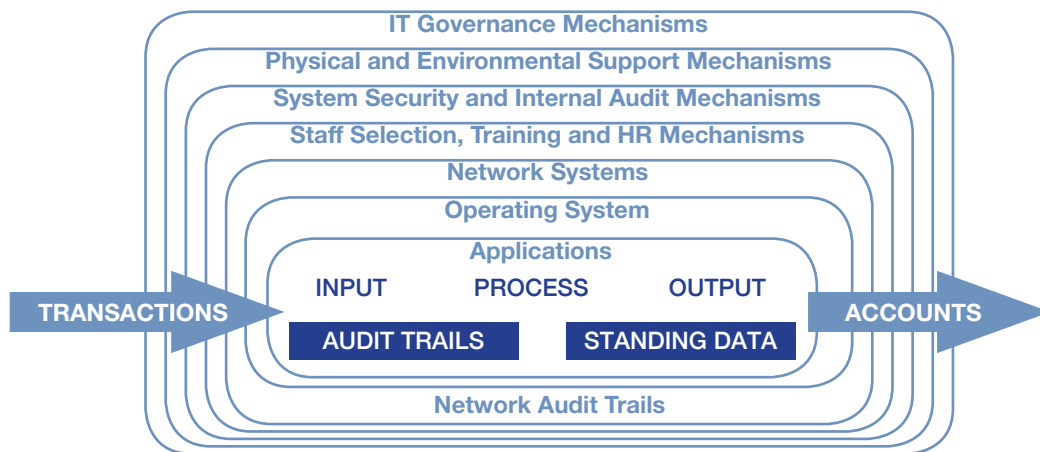 IT Governance Mechanisms
Physical and Environmental Support Mechanisms
System Security and Internal Audit Mechanisms
Staff Selection, Training and HR Mechanisms
Network Systems
Operating System
Applications
INPUT PROCESS OUTPUT
TRANSACTIONS
ACCOUNTS
AUDIT TRAILS
STANDING DATA
Network Audit Trails